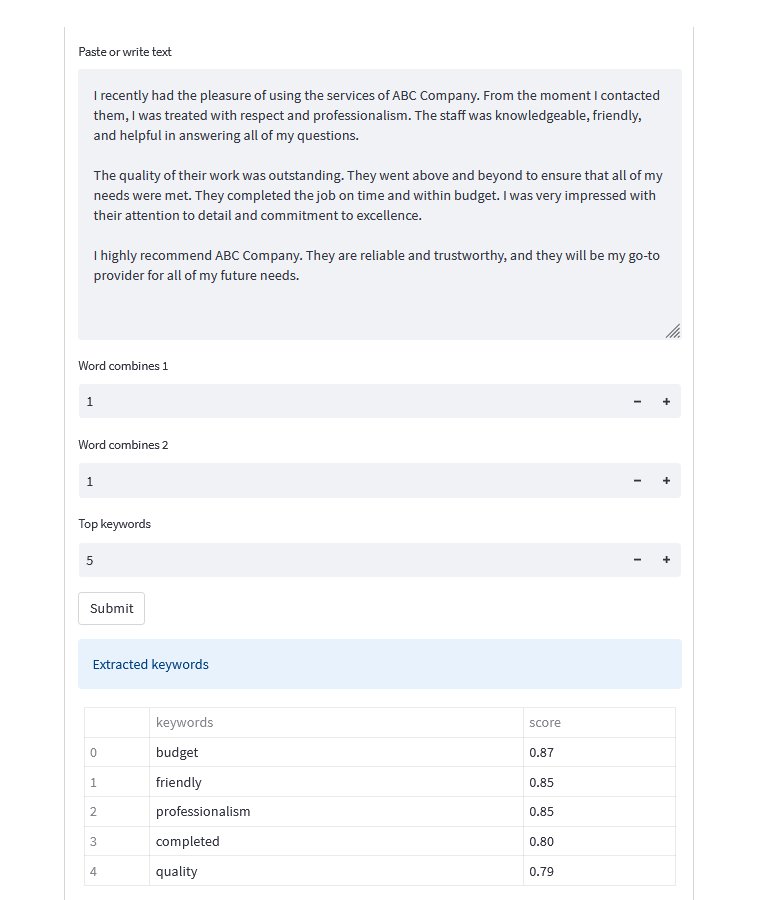 Paste or write text
I recently had the pleasure of using the services of ABC Company. From the moment I contacted
them, I was treated with respect and professionalism. The staff was knowledgeable, friendly,
and helpful in answering all of my questions.
The quality of their work was outstanding. They went above and beyond to ensure that all of my
needs were met. They completed the job on time and within budget. I was very impressed with
their attention to detail and commitment to excellence.
I highly recommend ABC Company. They are reliable and trustworthy, and they will be my go-to
provider for all of my future needs.
Word combines 1
1 − +
Word combines 2
1 − +
Top keywords
5 − +
Submit
Extracted keywords
keywords score
0 budget 0.87
1 friendly 0.85
2 professionalism 0.85
3 completed 0.80
4 quality 0.79